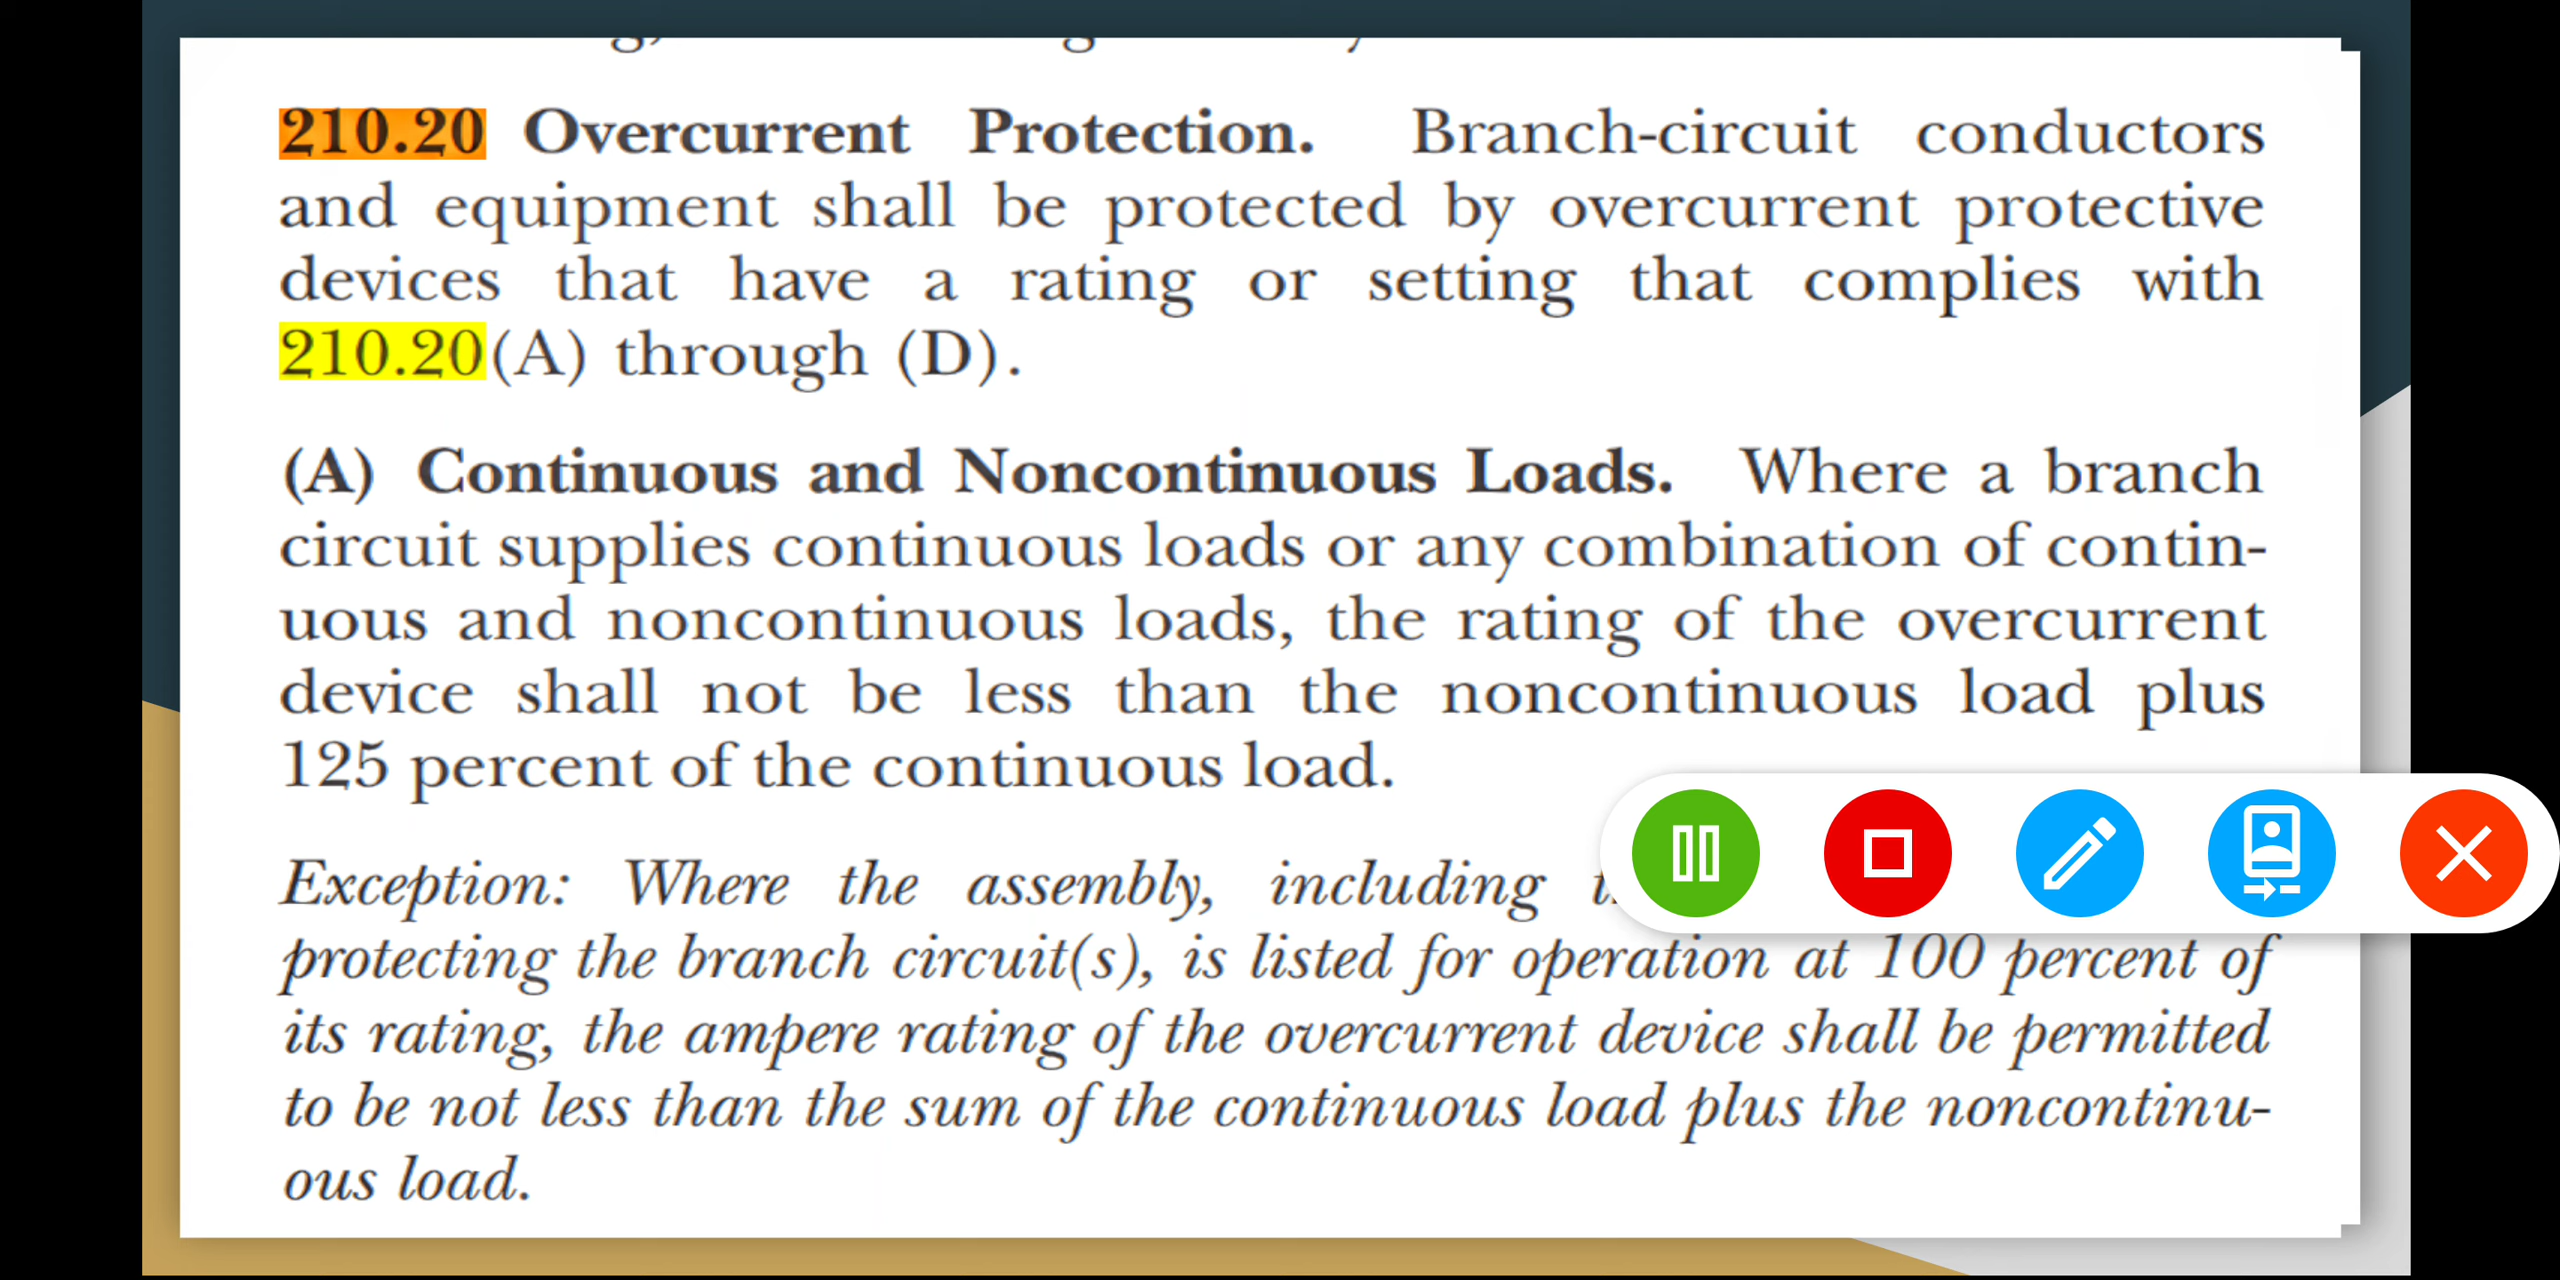 210.20 Overcurrent Protection. Branch-circuit conductors
and equipment shall be protected by overcurrent protective
devices that have a rating or setting that complies with
210.20(A) through (D).
(A) Continuous and Noncontinuous Loads. Where a branch
circuit supplies continuous loads or any combination of contin-
uous and noncontinuous loads, the rating of the overcurrent
device shall not be less than the noncontinuous load plus
125 percent of the continuous load.
Exception: Where the assembly, including
protecting the branch circuit(s), is listed for operation at 100 percent of
its rating, the ampere rating of the overcurrent device shall be permitted
to be not less than the sum of the continuous load plus the noncontinu-
ous load.